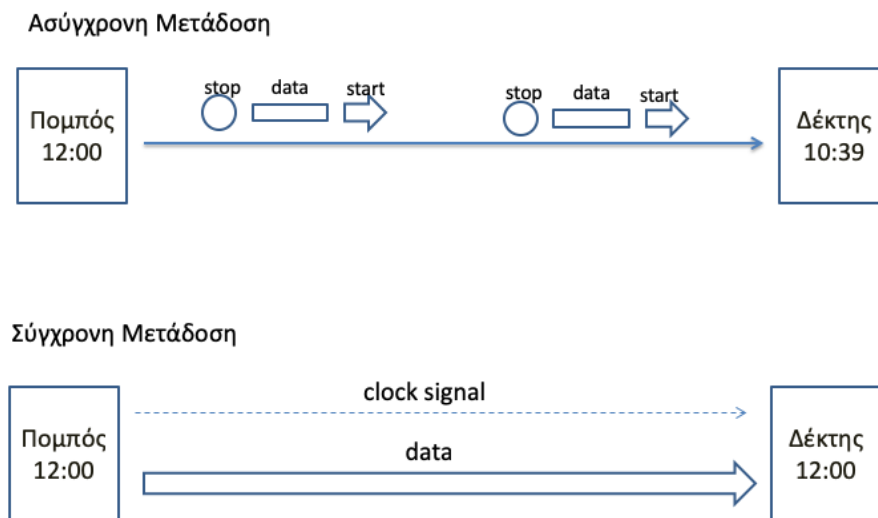 Ασύγχρονη Μετάδοση
stop data start stop data start
Πομπός
12:00
Δέκτης
10:39
Σύγχρονη Μετάδοση
clock signal
Πομπός
12:00
data
Δέκτης
12:00